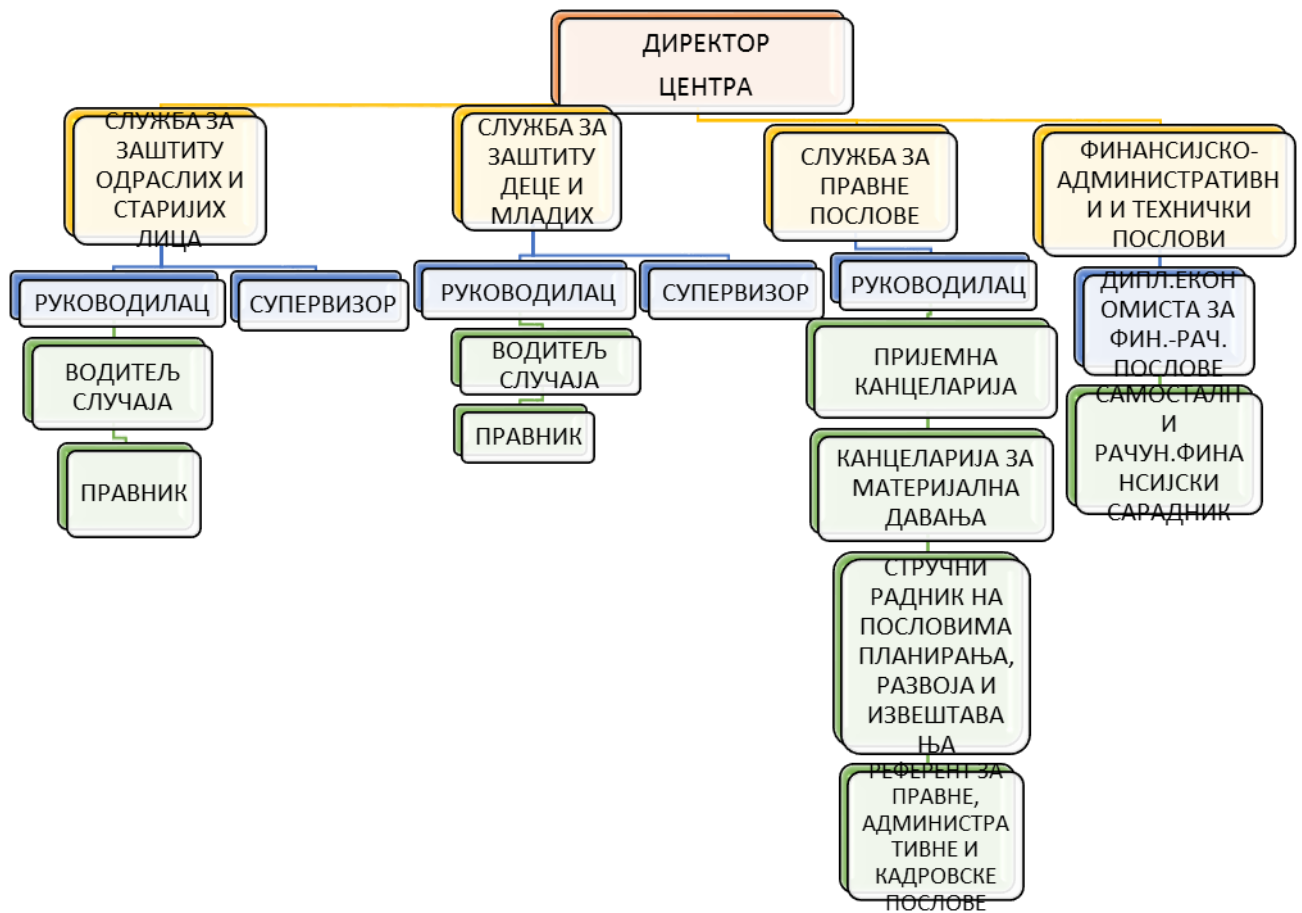 ДИРЕКТОР
ЦЕНТРА
СЛУЖБА ЗА
ЗАШТИТУ
ОДРАСЛИХ И
СТАРИЈИХ
ЛИЦА
СЛУЖБА ЗА
ЗАШТИТУ
ДЕЦЕ И
МЛАДИХ
СЛУЖБА ЗА
ПРАВНЕ
ПОСЛОВЕ
ФИНАНСИЈСКО-
АДМИНИСТРАТИВН
И И ТЕХНИЧКИ
ПОСЛОВИ
РУКОВОДИЛАЦ
СУПЕРВИЗОР
РУКОВОДИЛАЦ
СУПЕРВИЗОР
РУКОВОДИЛАЦ
ДИПЛ.ЕКОН
ОМИСТА ЗА
ФИН.-РАЧ.
ПОСЛОВЕ
ВОДИТЕЉ
СЛУЧАЈА
ВОДИТЕЉ
СЛУЧАЈА
ПРИЈЕМНА
КАНЦЕЛАРИЈА
САМОСТАЛН
И
РАЧУН.ФИНА
НСИЈСКИ
САРАДНИК
ПРАВНИК
ПРАВНИК
КАНЦЕЛАРИЈА ЗА
МАТЕРИЈАЛНА
ДАВАЊА
СТРУЧНИ
РАДНИК НА
ПОСЛОВИМА
ПЛАНИРАЊА,
РАЗВОЈА И
ИЗВЕШТАВА
ЊА
РЕФЕРЕНТ ЗА
ПРАВНЕ,
АДМИНИСТРА
ТИВНЕ И
КАДРОВСКЕ
ПОСЛОВЕ